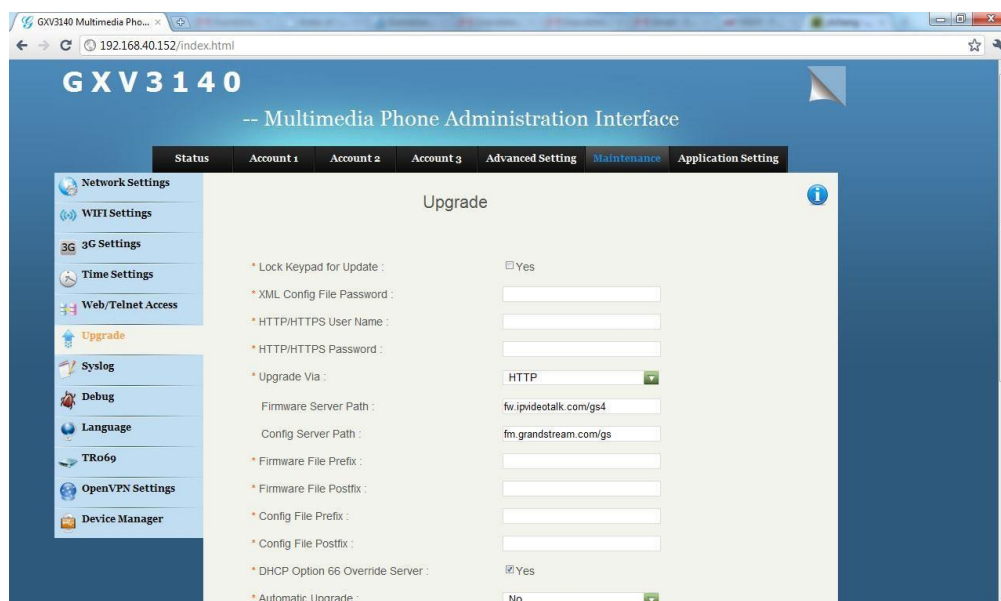 GXV3140 Multimedia Pho...
192.168.40.152/index.html
GXV3140
-- Multimedia Phone Administration Interface
Status Account 1 Account 2 Account 3 Advanced Setting Maintenance Application Setting
Network Settings
WIFI Settings
3G 3G Settings
Time Settings
Web/Telnet Access
Upgrade
Syslog
Debug
Language
TR069
OpenVPN Settings
Device Manager
Upgrade
* Lock Keypad for Update : Yes
* XML Config File Password :
* HTTP/HTTPS User Name :
* HTTP/HTTPS Password :
* Upgrade Via : HTTP
Firmware Server Path : fw.ipvideotalk.com/gs4
Config Server Path : fm.grandstream.com/gs
* Firmware File Prefix :
* Firmware File Postfix :
* Config File Prefix :
* Config File Postfix :
* DHCP Option 66 Override Server : Yes
* Automatic Upgrade : No